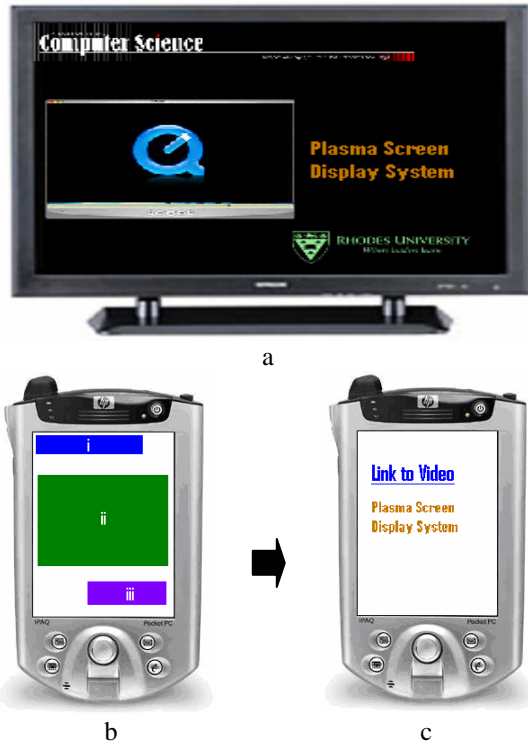 Computer Science
Plasma Screen
Display System
RHODES UNIVERSITY
Where leaders learn
HITACHI
a
hp
i
ii
iii
iPAQ Pocket PC
b
hp
Link to Video
Plasma Screen
Display System
iPAQ Pocket PC
c